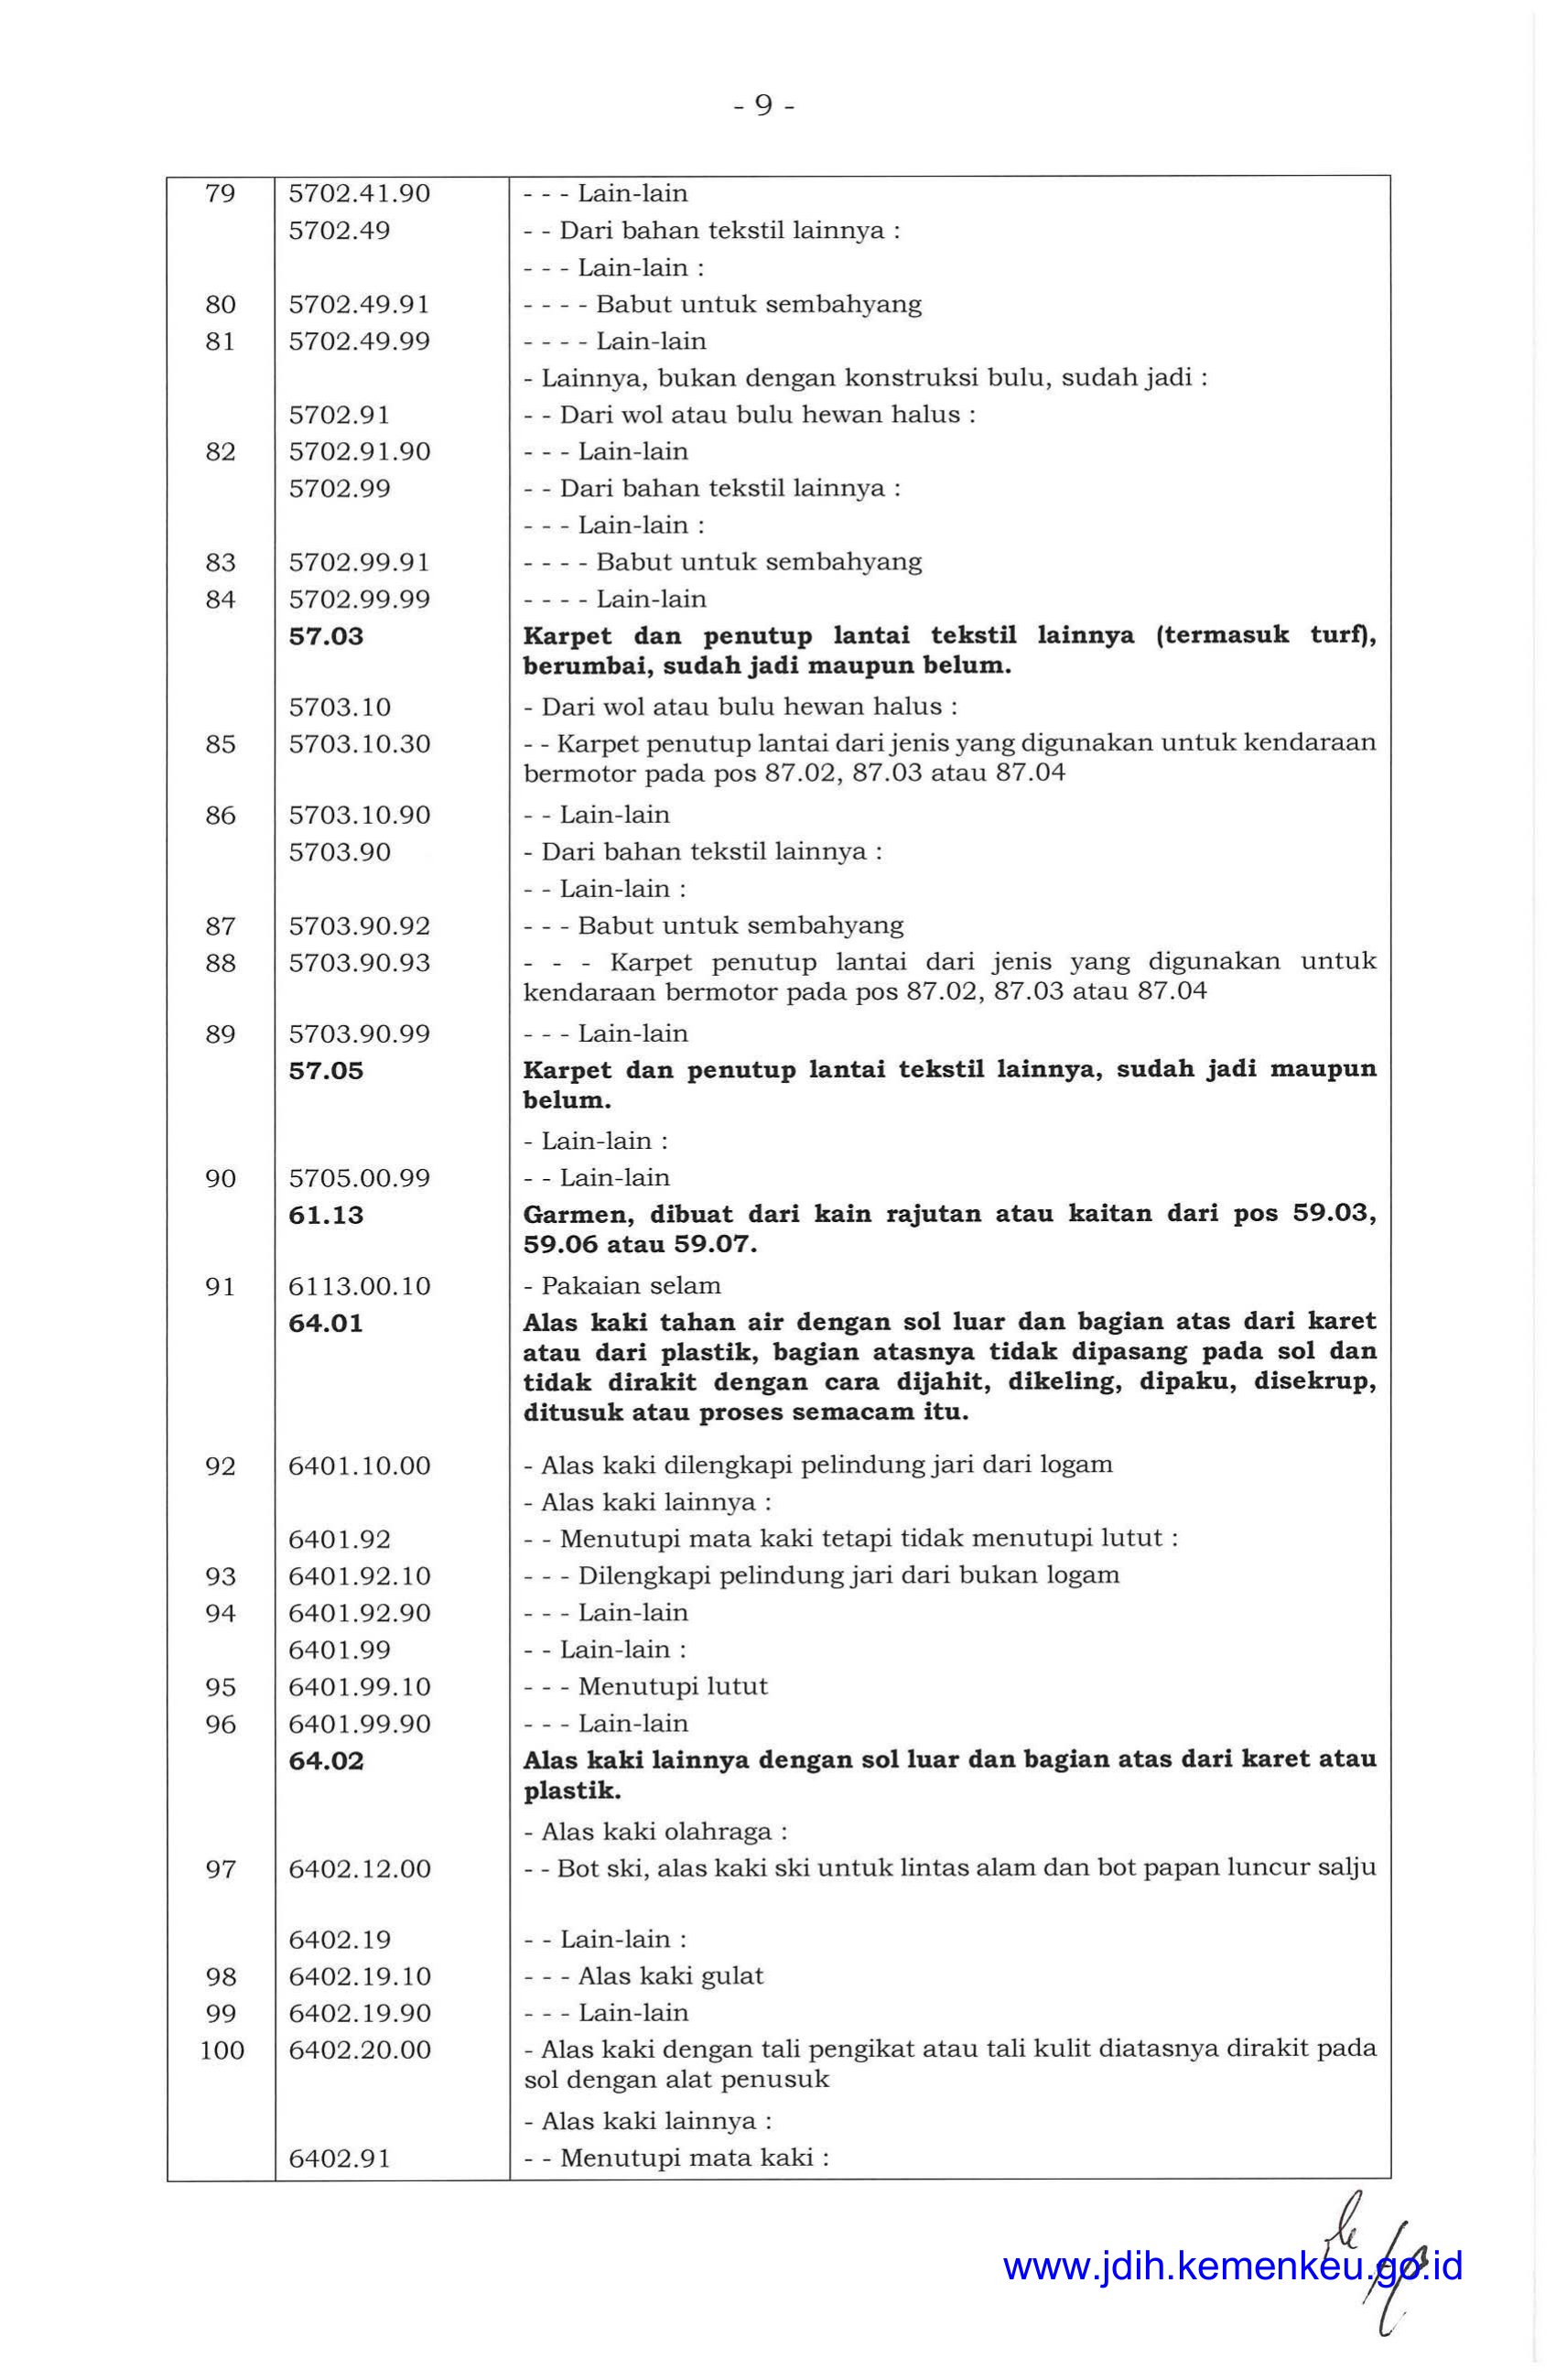 - 9 -
79 5702.41.90 - - - Lain-lain
5702.49 - - Dari bahan tekstil lainnya :
- - - Lain-lain :
80 5702.49.91 - - - - Babut untuk sembahyang
81 5702.49.99 - - - - Lain-lain
- Lainnya, bukan dengan konstruksi bulu, sudah jadi :
5702.91 - - Dari wol atau bulu hewan halus :
82 5702.91.90 - - - Lain-lain
5702.99 - - Dari bahan tekstil lainnya :
- - - Lain-lain :
83 5702.99.91 - - - - Babut untuk sembahyang
84 5702.99.99 - - - - Lain-lain
57.03 Karpet dan penutup lantai tekstil lainnya (termasuk turf),
berumbai, sudah jadi maupun belum.
5703.10 - Dari wol atau bulu hewan halus :
85 5703.10.30 - - Karpet penutup lantai dari jenis yang digunakan untuk kendaraan
bermotor pada pos 87.02, 87.03 atau 87.04
86 5703.10.90 - - Lain-lain
5703.90 - Dari bahan tekstil lainnya :
- - Lain-lain :
87 5703.90.92 - - - Babut untuk sembahyang
88 5703.90.93 - - - Karpet penutup lantai dari jenis yang digunakan untuk
kendaraan bermotor pada pos 87.02, 87.03 atau 87.04
89 5703.90.99 - - - Lain-lain
57.05 Karpet dan penutup lantai tekstil lainnya, sudah jadi maupun
belum.
- Lain-lain :
90 5705.00.99 - - Lain-lain
61.13 Garmen, dibuat dari kain rajutan atau kaitan dari pos 59.03,
59.06 atau 59.07.
91 6113.00.10 - Pakaian selam
64.01 Alas kaki tahan air dengan sol luar dan bagian atas dari karet
atau dari plastik, bagian atasnya tidak dipasang pada sol dan
tidak dirakit dengan cara dijahit, dikeling, dipaku, disekrup,
ditusuk atau proses semacam itu.
92 6401.10.00 - Alas kaki dilengkapi pelindung jari dari logam
- Alas kaki lainnya :
6401.92 - - Menutupi mata kaki tetapi tidak menutupi lutut :
93 6401.92.10 - - - Dilengkapi pelindung jari dari bukan logam
94 6401.92.90 - - - Lain-lain
6401.99 - - Lain-lain :
95 6401.99.10 - - - Menutupi lutut
96 6401.99.90 - - - Lain-lain
64.02 Alas kaki lainnya dengan sol luar dan bagian atas dari karet atau
plastik.
- Alas kaki olahraga :
97 6402.12.00 - - Bot ski, alas kaki ski untuk lintas alam dan bot papan luncur salju
6402.19 - - Lain-lain :
98 6402.19.10 - - - Alas kaki gulat
99 6402.19.90 - - - Lain-lain
100 6402.20.00 - Alas kaki dengan tali pengikat atau tali kulit diatasnya dirakit pada
sol dengan alat penusuk
- Alas kaki lainnya :
6402.91 - - Menutupi mata kaki :
www.jdih.kemenkeu.go.id